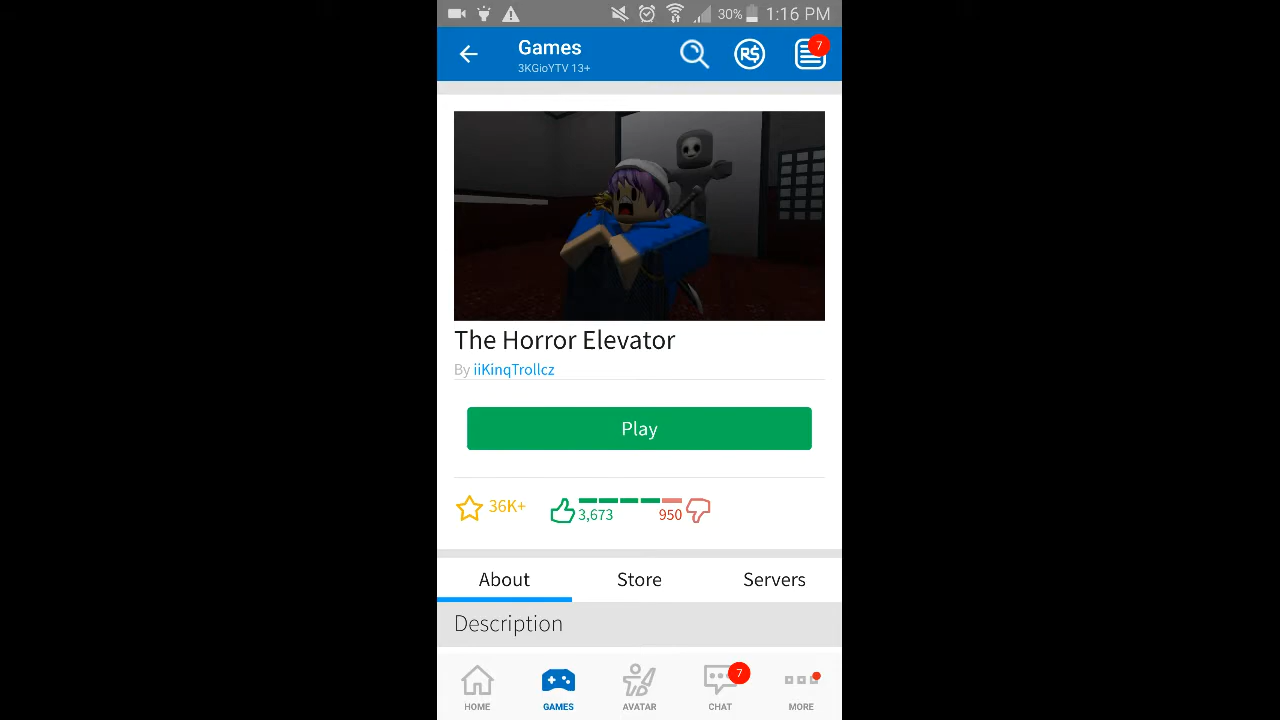 30% 1:16 PM
Games
3KGioYTV 13+
R$
7
The Horror Elevator
By iiKinqTrollcz
Play
36K+
3,673
950
About
Store
Servers
Description
7
HOME
GAMES
AVATAR
CHAT
MORE